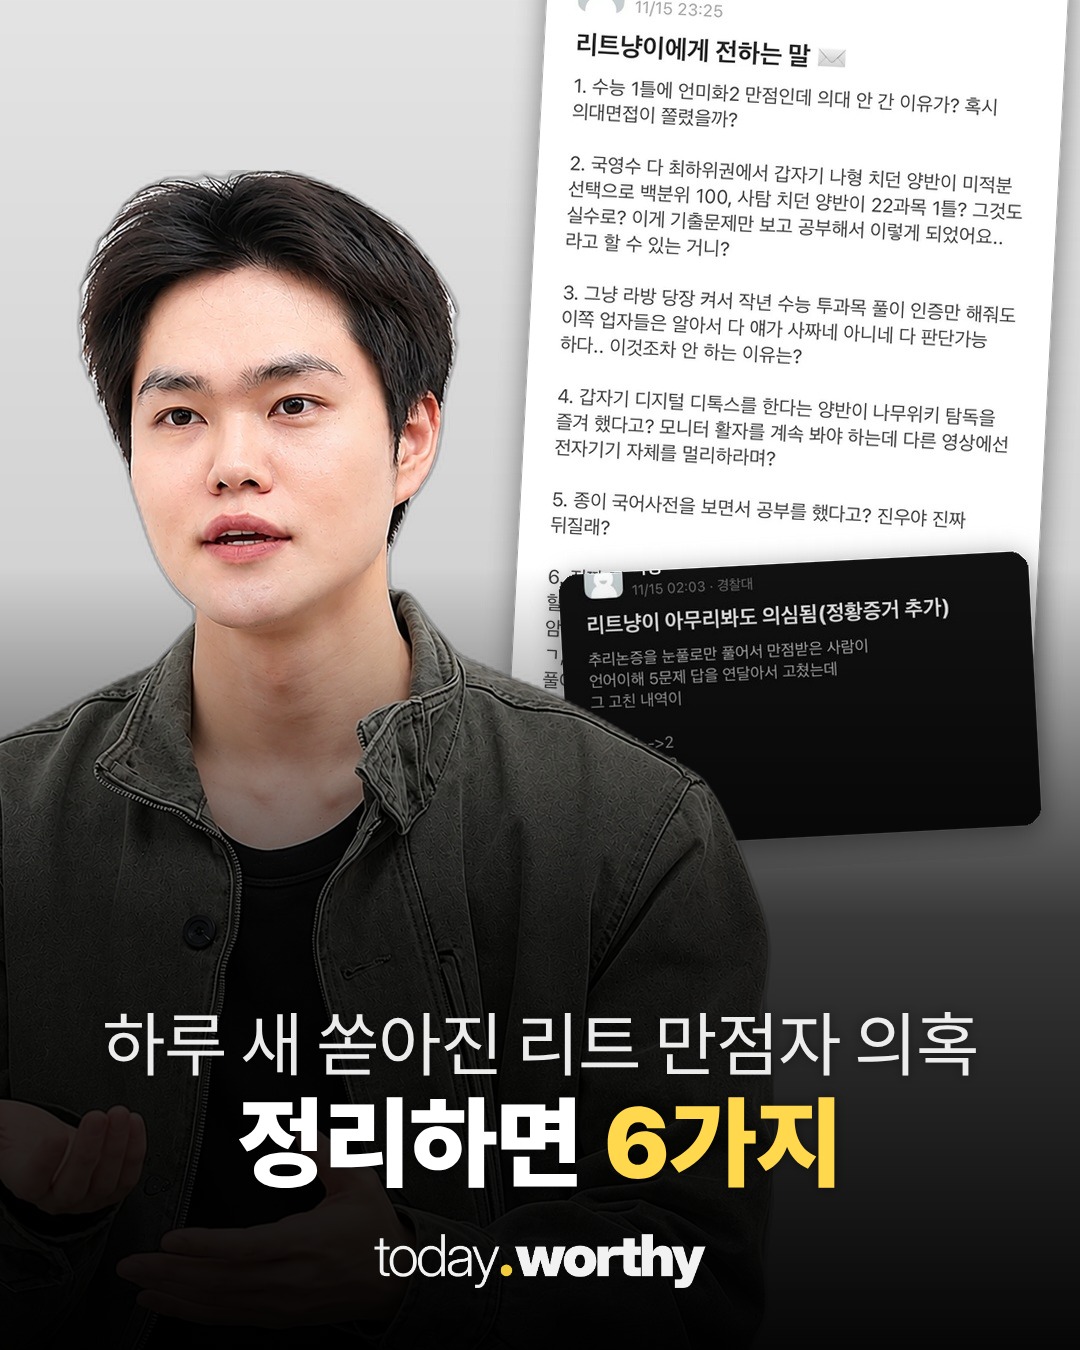 11/15 23:25
리트냥이에게 전하는 말 ✉️
1. 수능 1틀에 언미화2 만점인데 의대 안 간 이유가? 혹시
의대면접이 쫄렸을까?
2. 국영수 다 최하위권에서 갑자기 나형 치던 양반이 미적분
선택으로 백분위 100, 사탐 치던 양반이 22과목 1틀? 그것도
실수로? 이게 기출문제만 보고 공부해서 이렇게 되었어요..
라고 할 수 있는 거니?
3. 그냥 라방 당장 켜서 작년 수능 투과목 풀이 인증만 해줘도
이쪽 업자들은 알아서 다 얘가 사짜네 아니네 다 판단가능
하다.. 이것조차 안 하는 이유는?
4. 갑자기 디지털 디톡스를 한다는 양반이 나무위키 탐독을
즐겨 했다고? 모니터 활자를 계속 봐야 하는데 다른 영상에선
전자기기 자체를 멀리하라며?
5. 종이 국어사전을 보면서 공부를 했다고? 진우야 진짜
뒤질래?
6.
11/15 02:03 · 경찰대
리트냥이 아무리봐도 의심됨(정황증거 추가)
추리논증을 눈풀로만 풀어서 만점받은 사람이
언어이해 5문제 답을 연달아서 고쳤는데
그 고친 내역이
->2
하루 새 쏟아진 리트 만점자 의혹
정리하면 6가지
today.worthy